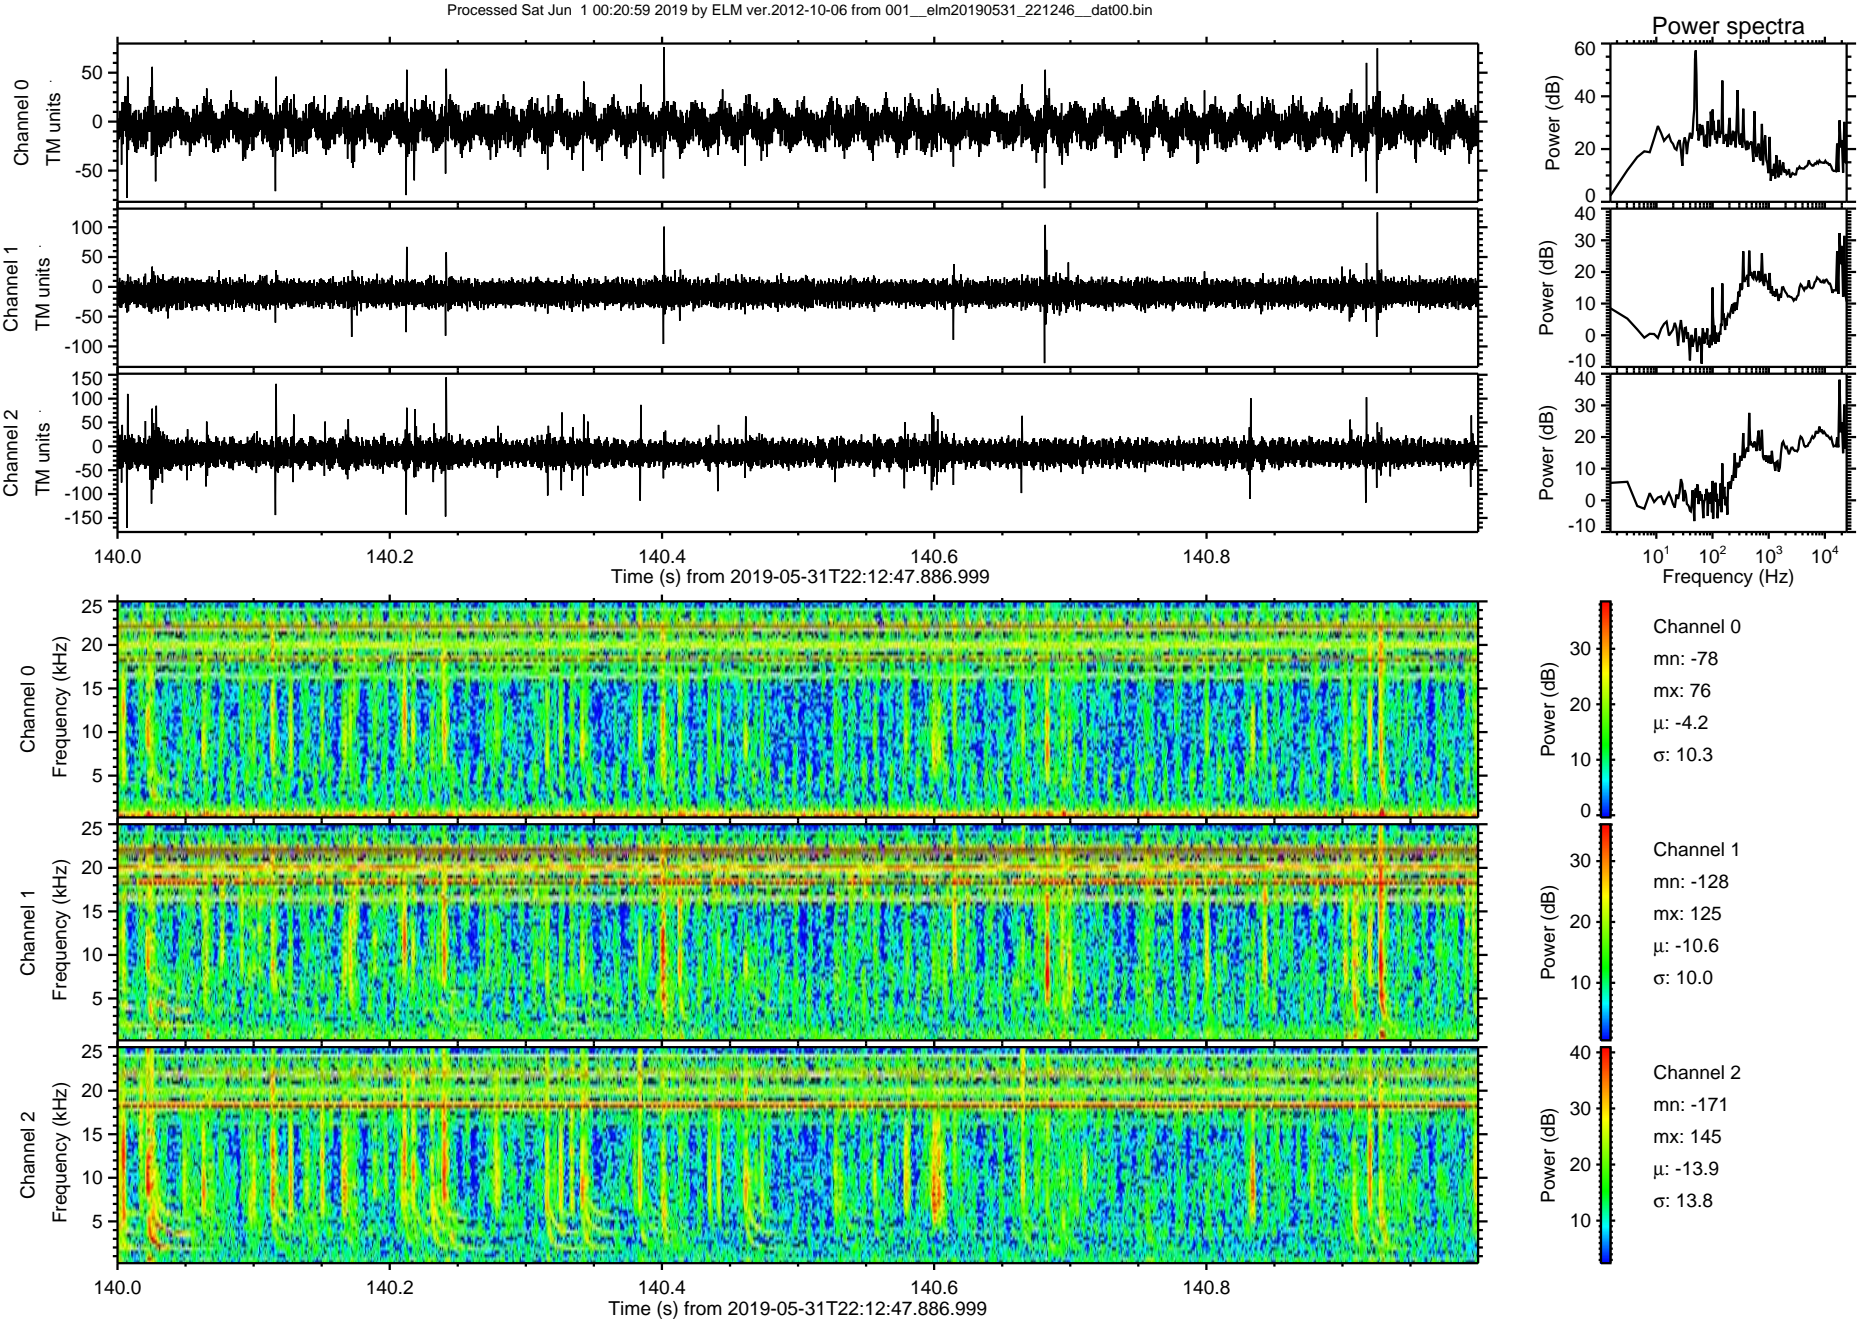 Processed Sat Jun 1 00:20:59 2019 by ELM ver.2012-10-06 from 001__elm20190531_221246__dat00.bin
Power spectra
Channel 0
TM units
50
0
-50
Power (dB)
60
40
20
0
Channel 1
TM units
100
50
0
-50
-100
Power (dB)
40
30
20
10
0
-10
Channel 2
TM units
150
100
50
0
-50
-100
-150
Power (dB)
40
30
20
10
0
-10
140.0 140.2 140.4 140.6 140.8
Time (s) from 2019-05-31T22:12:47.886.999
10^1 10^2 10^3 10^4
Frequency (Hz)
Channel 0
Frequency (kHz)
25
20
15
10
5
Power (dB)
30
20
10
0
Channel 0
mn: -78
mx: 76
μ: -4.2
σ: 10.3
Channel 1
Frequency (kHz)
25
20
15
10
5
Power (dB)
30
20
10
Channel 1
mn: -128
mx: 125
μ: -10.6
σ: 10.0
Channel 2
Frequency (kHz)
25
20
15
10
5
Power (dB)
40
30
20
10
Channel 2
mn: -171
mx: 145
μ: -13.9
σ: 13.8
140.0 140.2 140.4 140.6 140.8
Time (s) from 2019-05-31T22:12:47.886.999